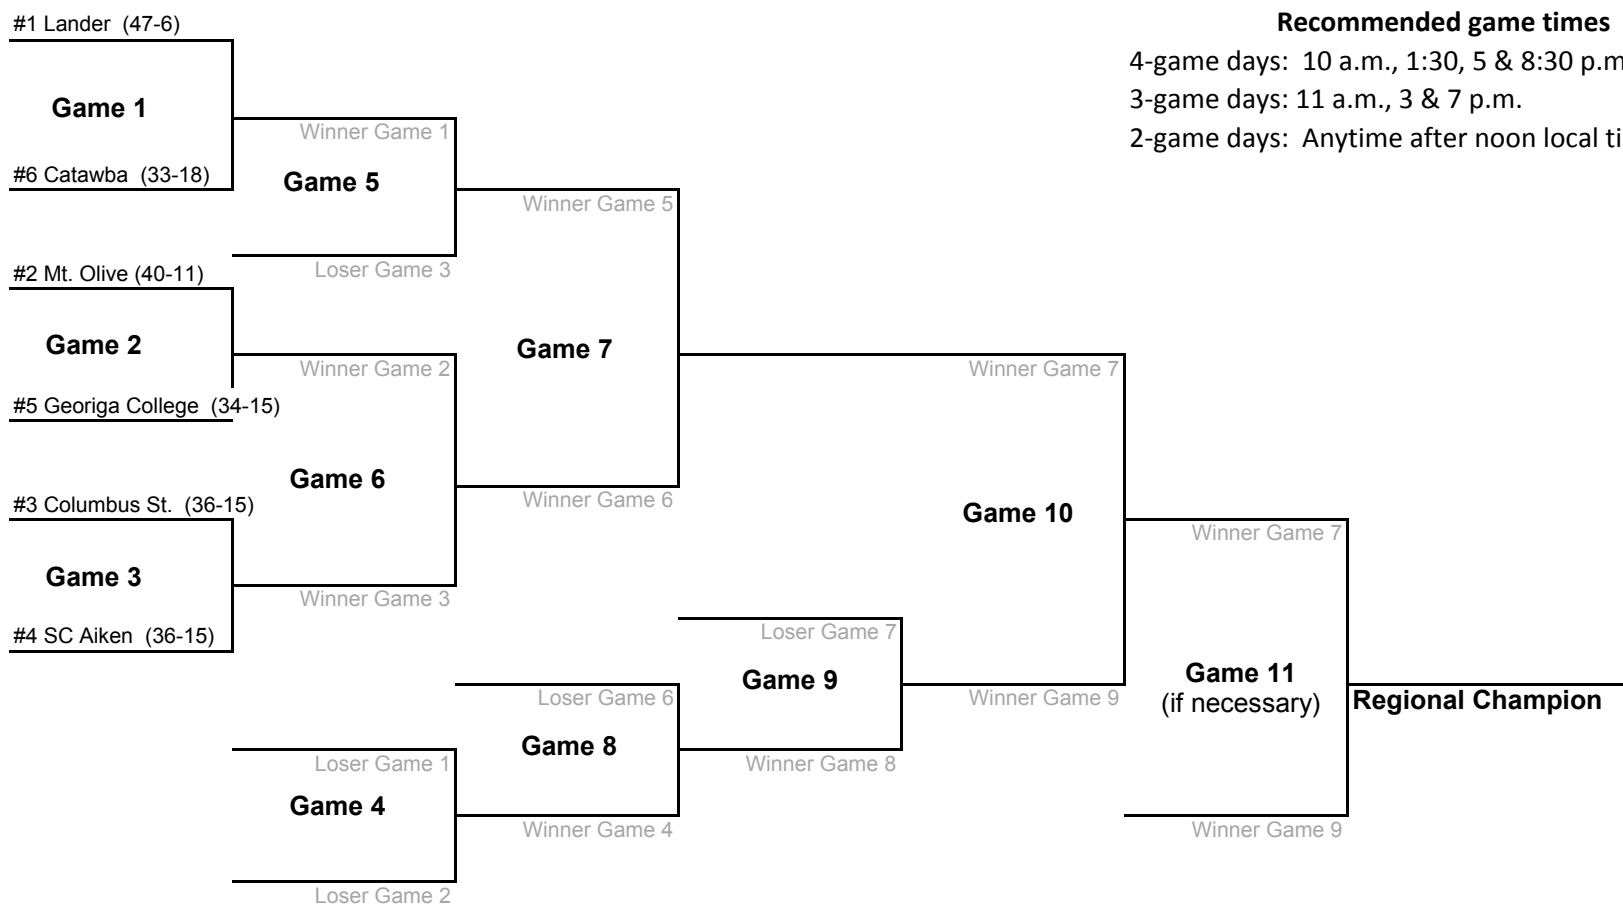 #1 Lander (47-6)
Recommended game times
4-game days: 10 a.m., 1:30, 5 & 8:30 p.m
3-game days: 11 a.m., 3 & 7 p.m.
2-game days: Anytime after noon local ti
Game 1
Winner Game 1
#6 Catawba (33-18)
Game 5
Winner Game 5
Loser Game 3
#2 Mt. Olive (40-11)
Game 2
Game 7
Winner Game 2
Winner Game 7
#5 Georiga College (34-15)
Game 6
Winner Game 6
#3 Columbus St. (36-15)
Game 10
Winner Game 7
Game 3
Winner Game 3
#4 SC Aiken (36-15)
Loser Game 7
Game 9
Game 11
(if necessary)
Loser Game 6
Winner Game 9
Regional Champion
Game 8
Loser Game 1
Winner Game 8
Game 4
Winner Game 4
Winner Game 9
Loser Game 2